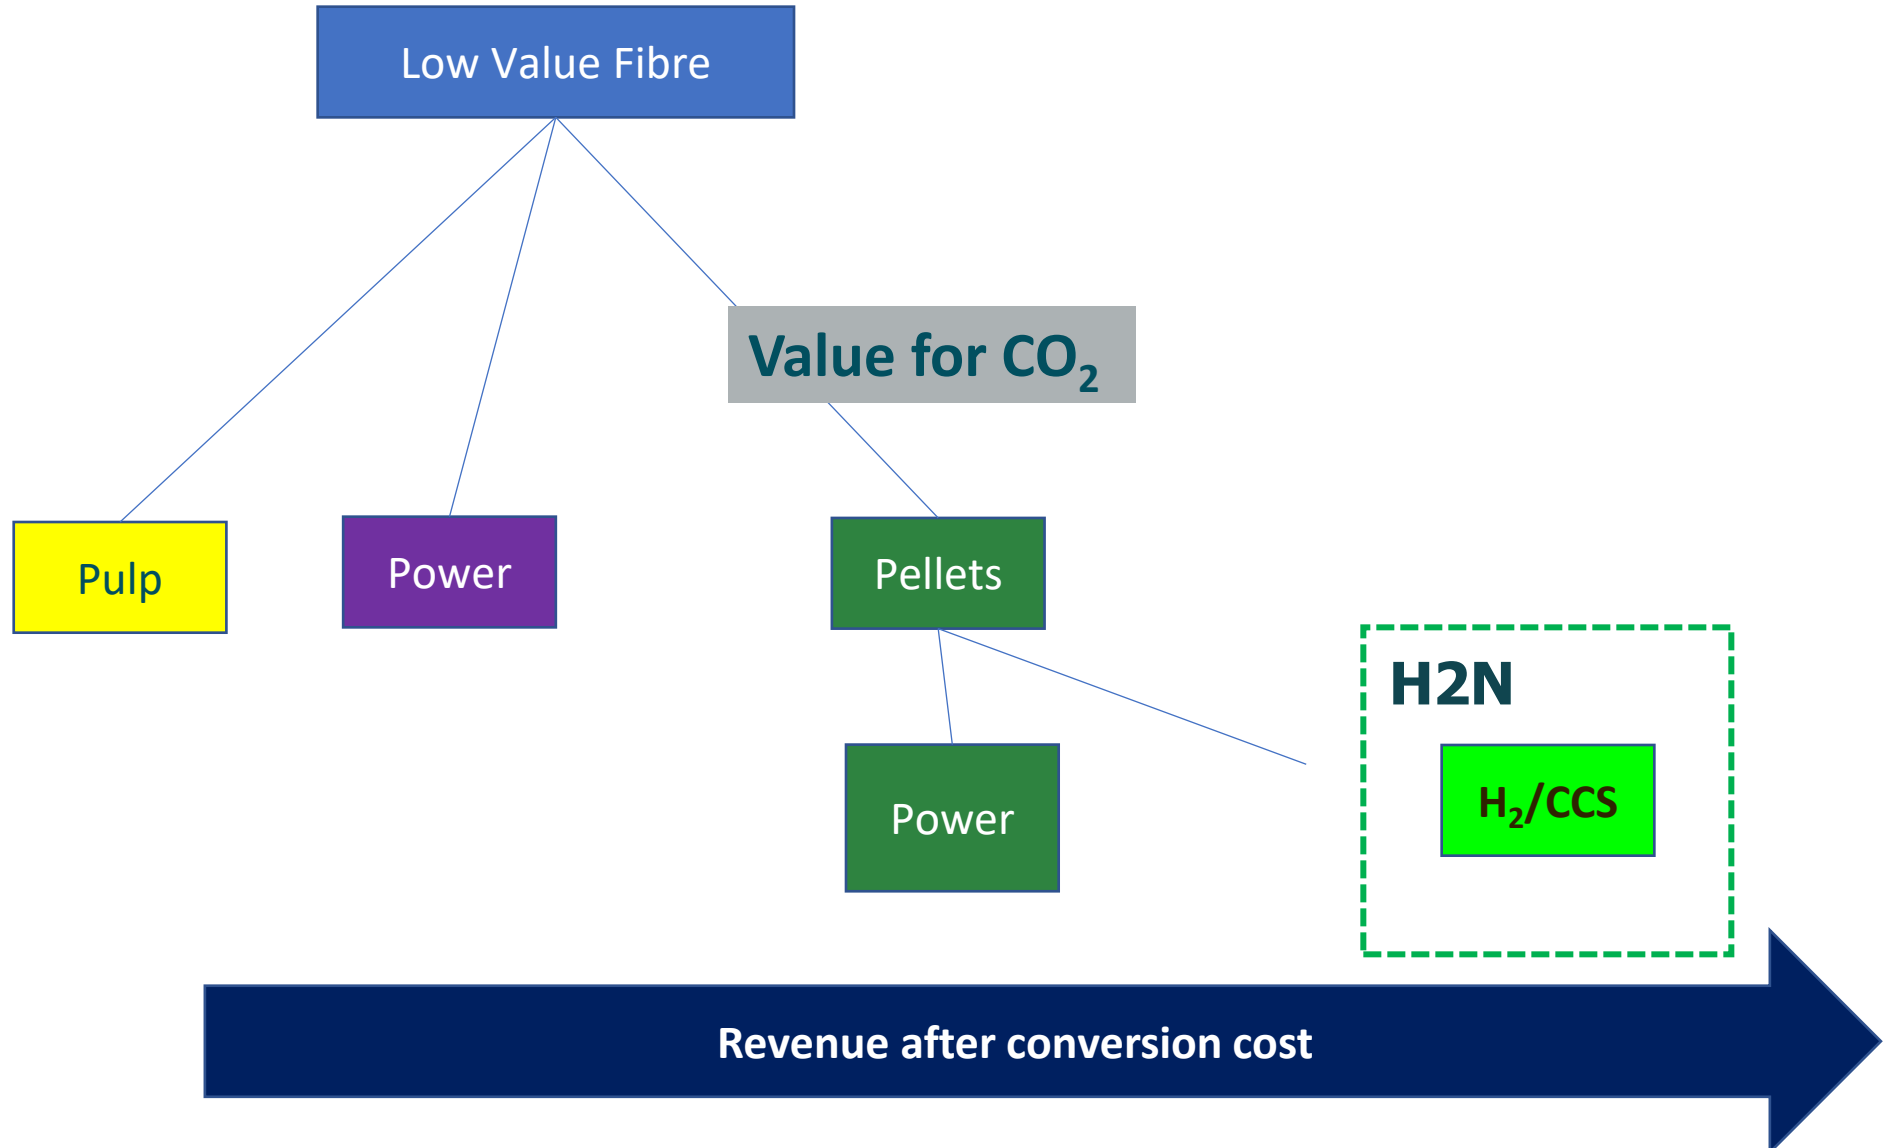 Low Value Fibre
Value for CO₂
Pulp
Power
Pellets
H2N
H₂/CCS
Power
Revenue after conversion cost